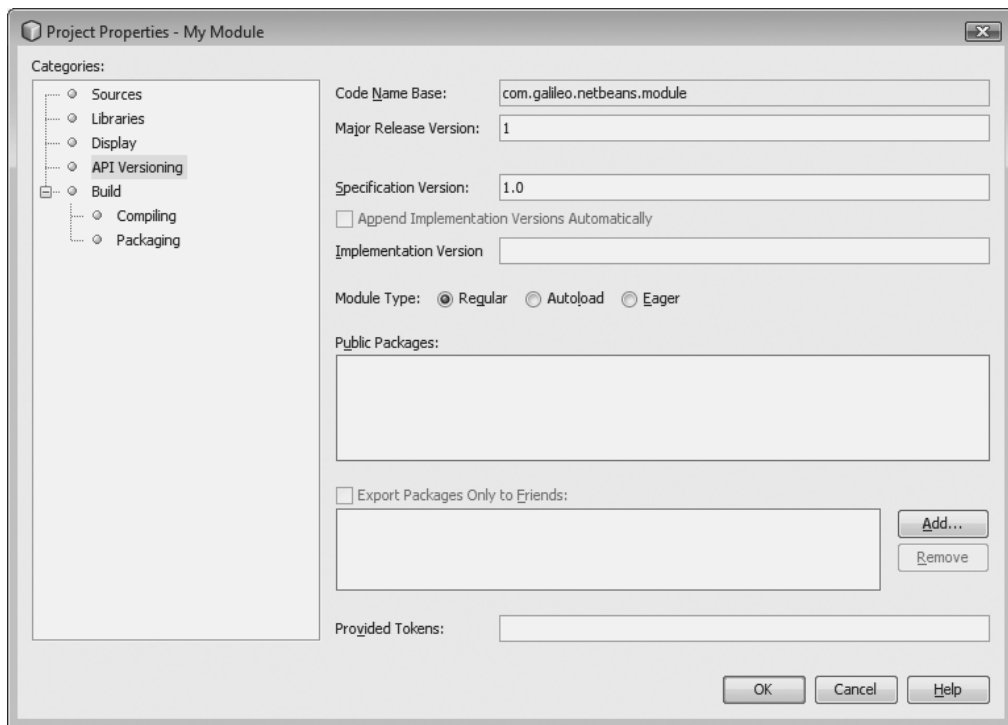 Project Properties - My Module
Categories:
Sources
Libraries
Display
API Versioning
Build
Compiling
Packaging
Code Name Base: com.galileo.netbeans.module
Major Release Version: 1
Specification Version: 1.0
Append Implementation Versions Automatically
Implementation Version
Module Type: Regular Autoload Eager
Public Packages:
Export Packages Only to Friends:
Add...
Remove
Provided Tokens:
OK Cancel Help